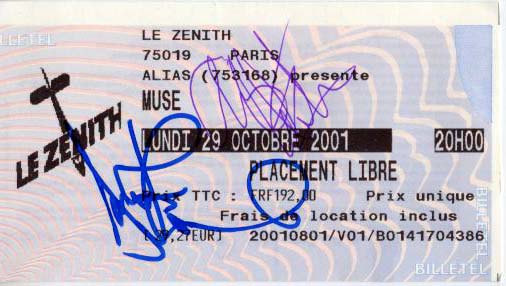 BILLETEL
LE ZENITH
75019 PARIS
ALIAS (753168) presente
MUSE
LE ZENITH
LUNDI 29 OCTOBRE 2001 20H00
PLACEMENT LIBRE
Prix TTC : FRF192,00 Prix unique
Frais de location inclus
[ 29,27EUR] 20010801/V01/B0141704386
BILLETEL
BILLETEL